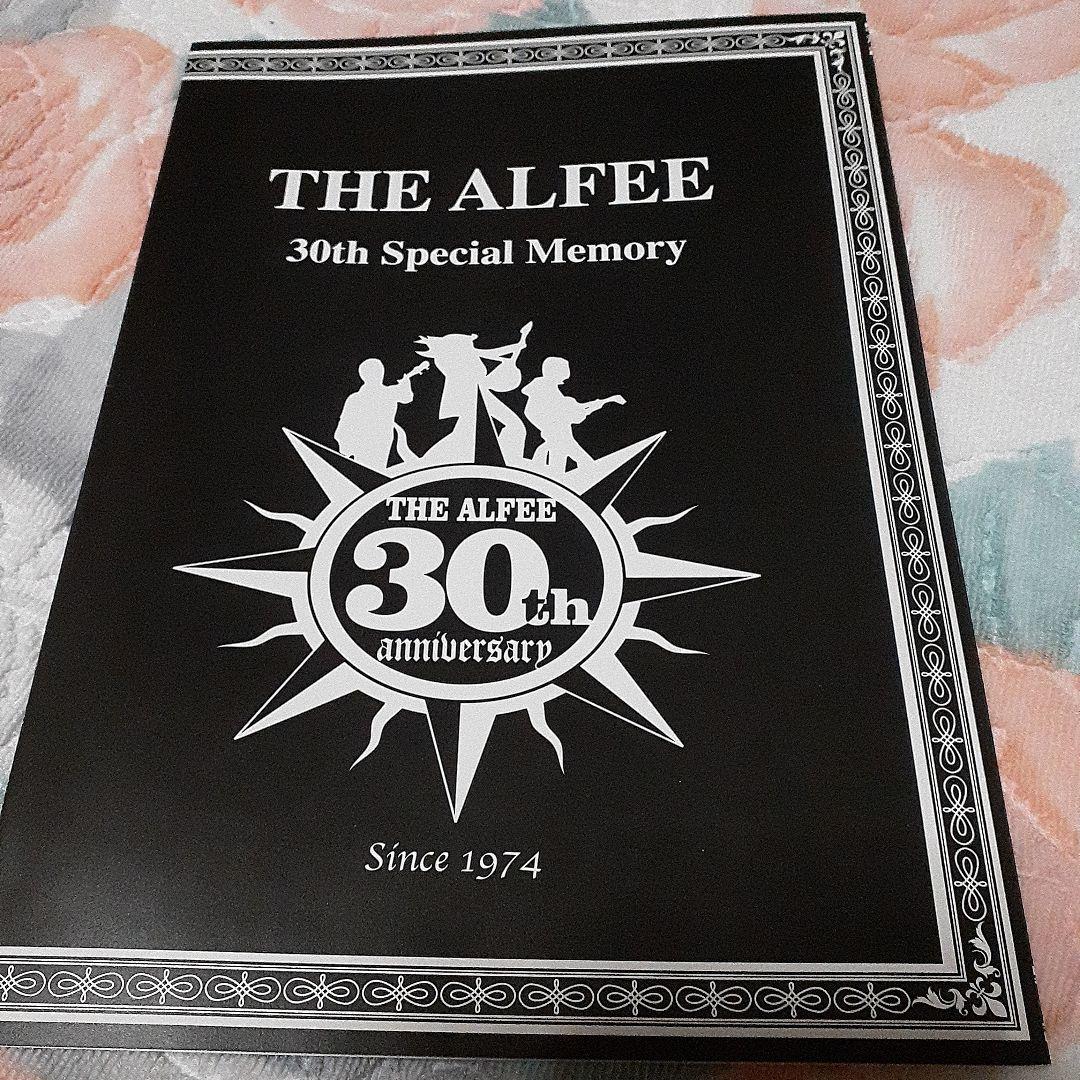 THE ALFEE
30th Special Memory
THE ALFEE
30th
anniversary
Since 1974